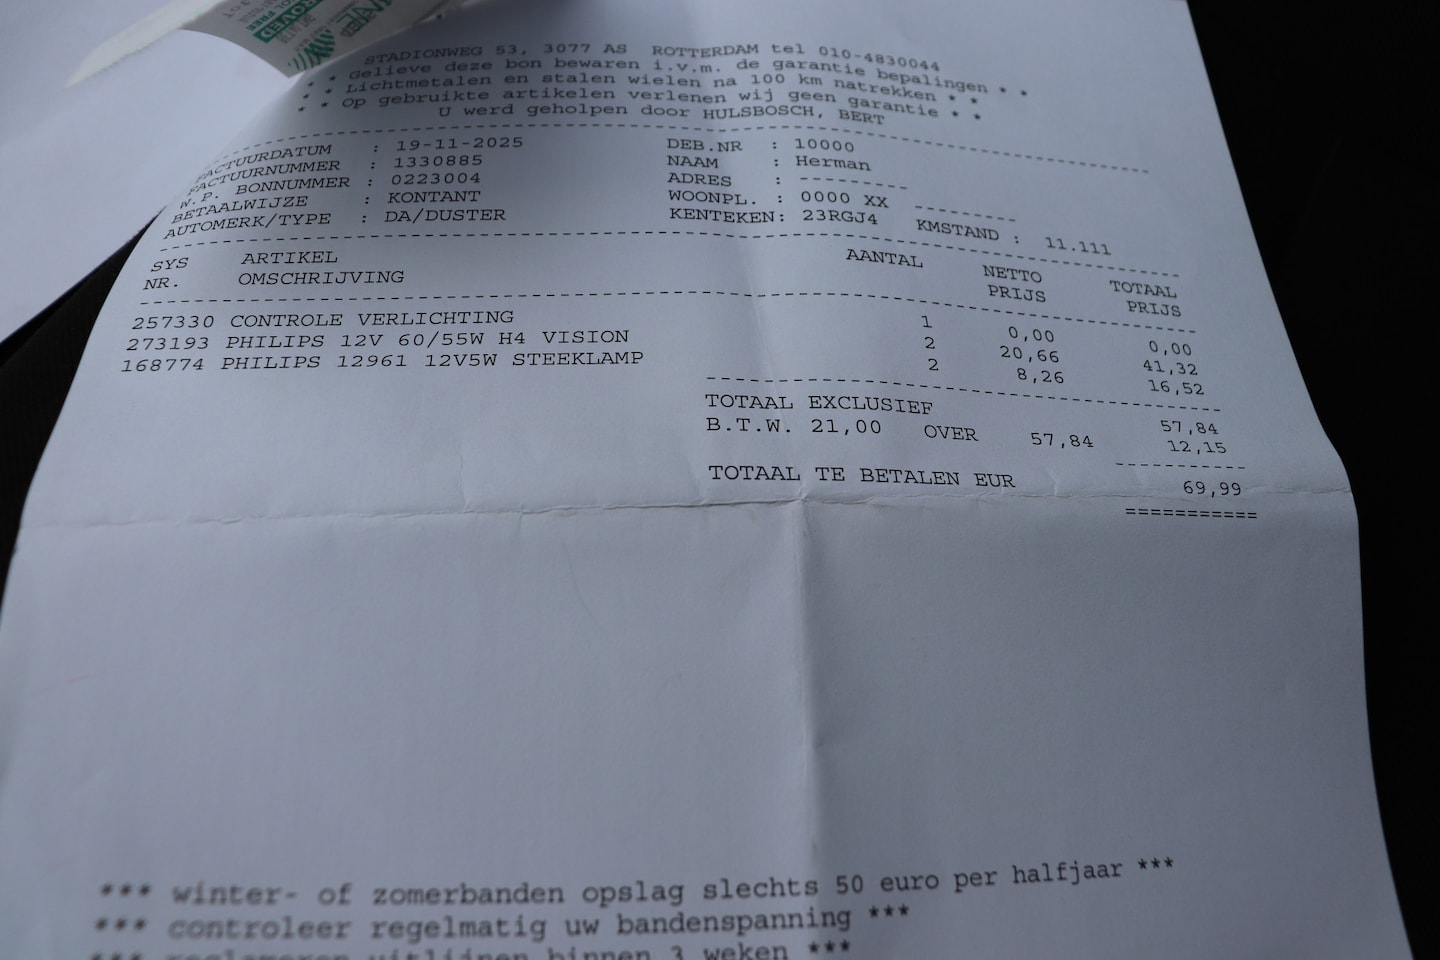 PROVED
STADIONWEG 53, 3077 AS ROTTERDAM tel 010-4830044
* * Gelieve deze bon bewaren i.v.m. de garantie bepalingen * *
* * Lichtmetalen en stalen wielen na 100 km natrekken * *
* * Op gebruikte artikelen verlenen wij geen garantie * *
U werd geholpen door HULSBOSCH, BERT
FACTUURDATUM : 19-11-2025 DEB.NR : 10000
FACTUURNUMMER : 1330885 NAAM : Herman
W.P. BONNUMMER : 0223004 ADRES : ---------
BETAALWIJZE : KONTANT WOONPL. : 0000 XX ---------
AUTOMERK/TYPE : DA/DUSTER KENTEKEN: 23RGJ4 KMSTAND : 11.111
SYS ARTIKEL AANTAL NETTO TOTAAL
NR. OMSCHRIJVING PRIJS PRIJS
257330 CONTROLE VERLICHTING 1 0,00 0,00
273193 PHILIPS 12V 60/55W H4 VISION 2 20,66 41,32
168774 PHILIPS 12961 12V5W STEEKLAMP 2 8,26 16,52
TOTAAL EXCLUSIEF 57,84
B.T.W. 21,00 OVER 57,84 12,15
TOTAAL TE BETALEN EUR 69,99
===========
*** winter- of zomerbanden opslag slechts 50 euro per halfjaar ***
*** controleer regelmatig uw bandenspanning ***
*** reclameren uitlijnen binnen 3 weken ***